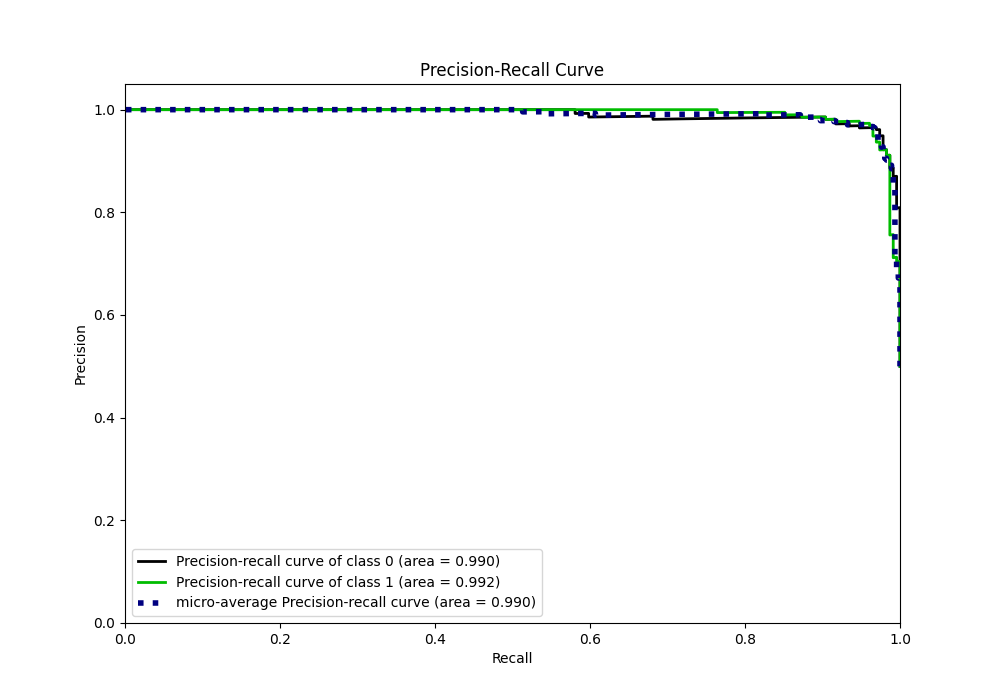 Precision-Recall Curve
1.0
0.8
0.6
0.4
0.2
0.0
Precision
Precision-recall curve of class 0 (area = 0.990)
Precision-recall curve of class 1 (area = 0.992)
micro-average Precision-recall curve (area = 0.990)
0.0 0.2 0.4 0.6 0.8 1.0
Recall